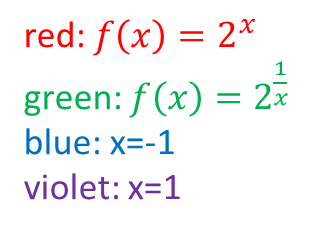 red: f(x) = 2^x
green: f(x) = 2^{1/x}
blue: x=-1
violet: x=1